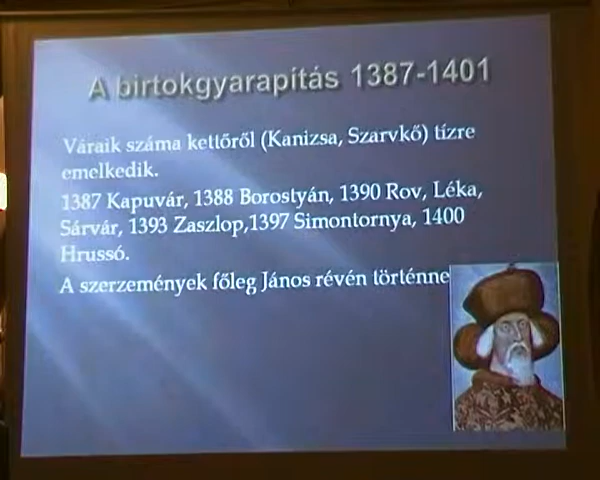 A birtokgyarapítás 1387-1401
Váraik száma kettőről (Kanizsa, Szarvkő) tízre
emelkedik.
1387 Kapuvár, 1388 Borostyán, 1390 Rov, Léka,
Sárvár, 1393 Zaszlop,1397 Simontornya, 1400
Hrussó.
A szerzemények főleg János révén történne